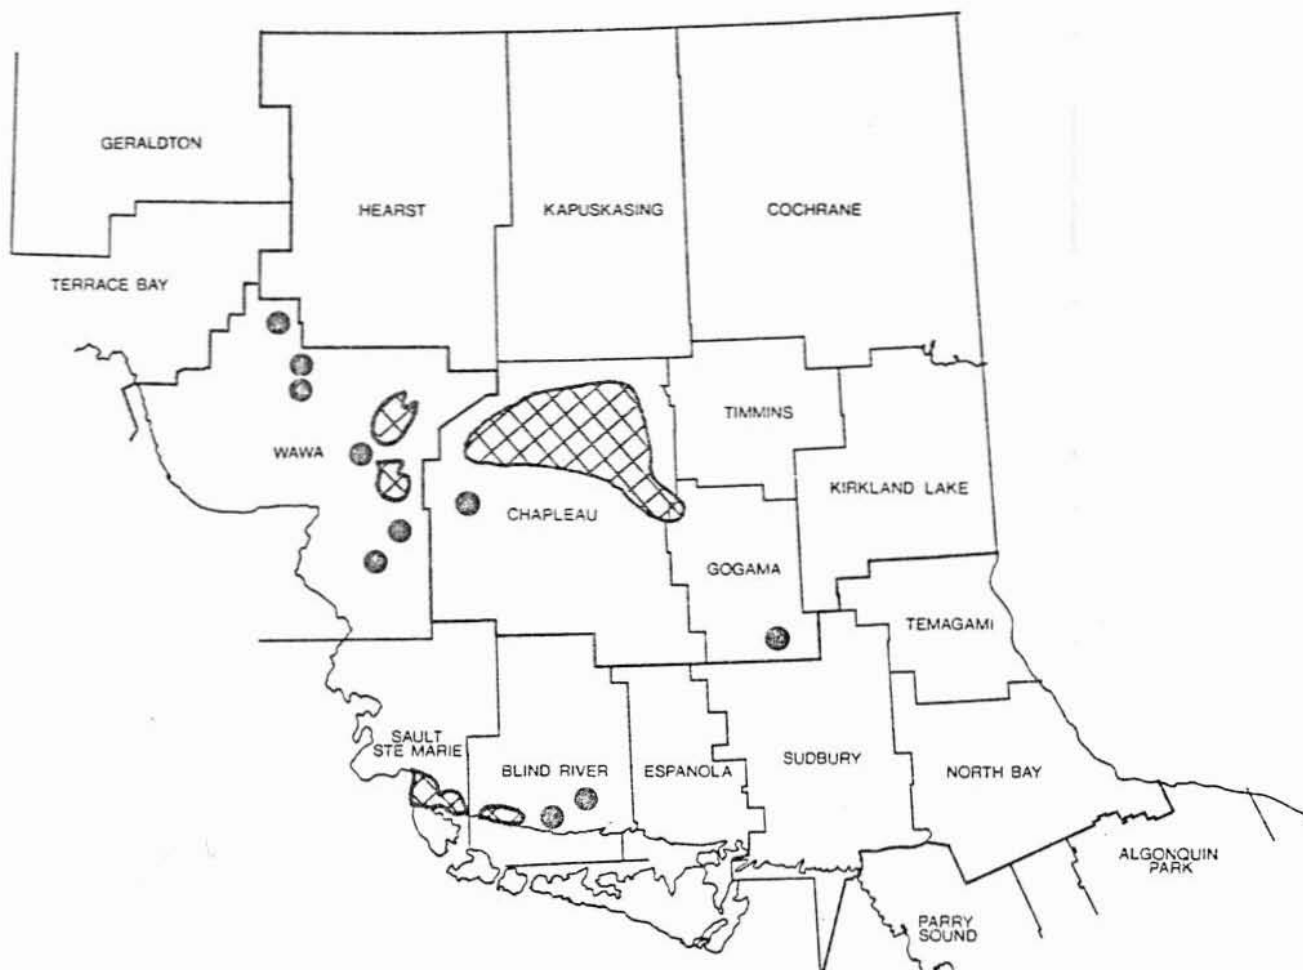 GERALDTON
HEARST
KAPUSKASING
COCHRANE
TERRACE BAY
TIMMINS
WAWA
KIRKLAND LAKE
CHAPLEAU
GOGAMA
TEMAGAMI
SAULT
STE MARIE
BLIND RIVER
ESPANOLA
SUDBURY
NORTH BAY
ALGONQUIN
PARK
PARRY
SOUND